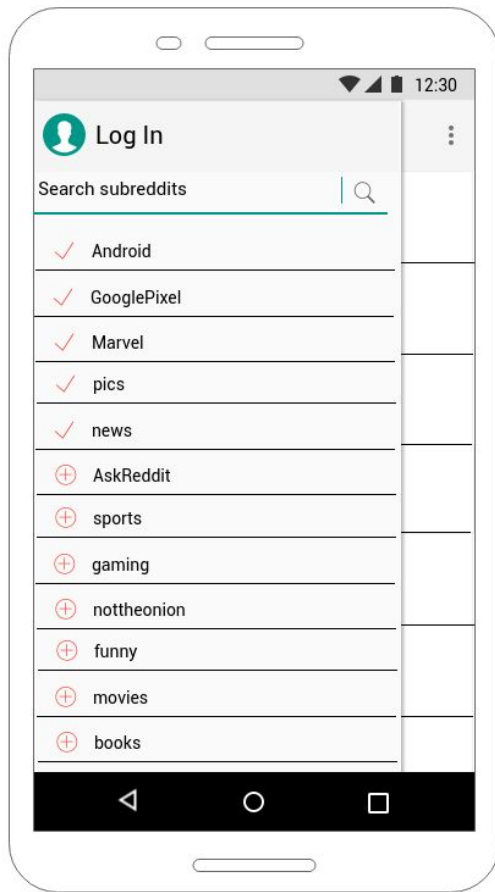 12:30
Log In
Search subreddits
Android
GooglePixel
Marvel
pics
news
AskReddit
sports
gaming
nottheonion
funny
movies
books